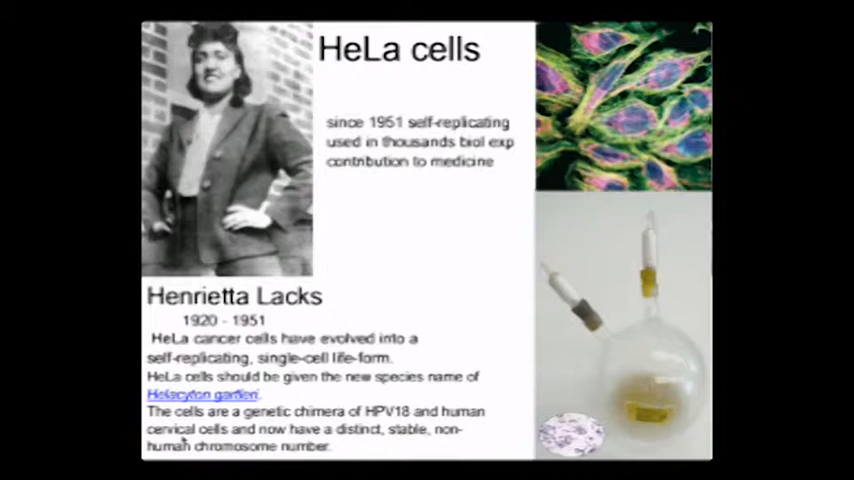 HeLa cells
since 1951 self-replicating
used in thousands biol exp
contribution to medicine
Henrietta Lacks
1920 - 1951
HeLa cancer cells have evolved into a
self-replicating, single-cell life-form.
HeLa cells should be given the new species name of
Helacyton gartleri.
The cells are a genetic chimera of HPV18 and human
cervical cells and now have a distinct, stable, non-
human chromosome number.